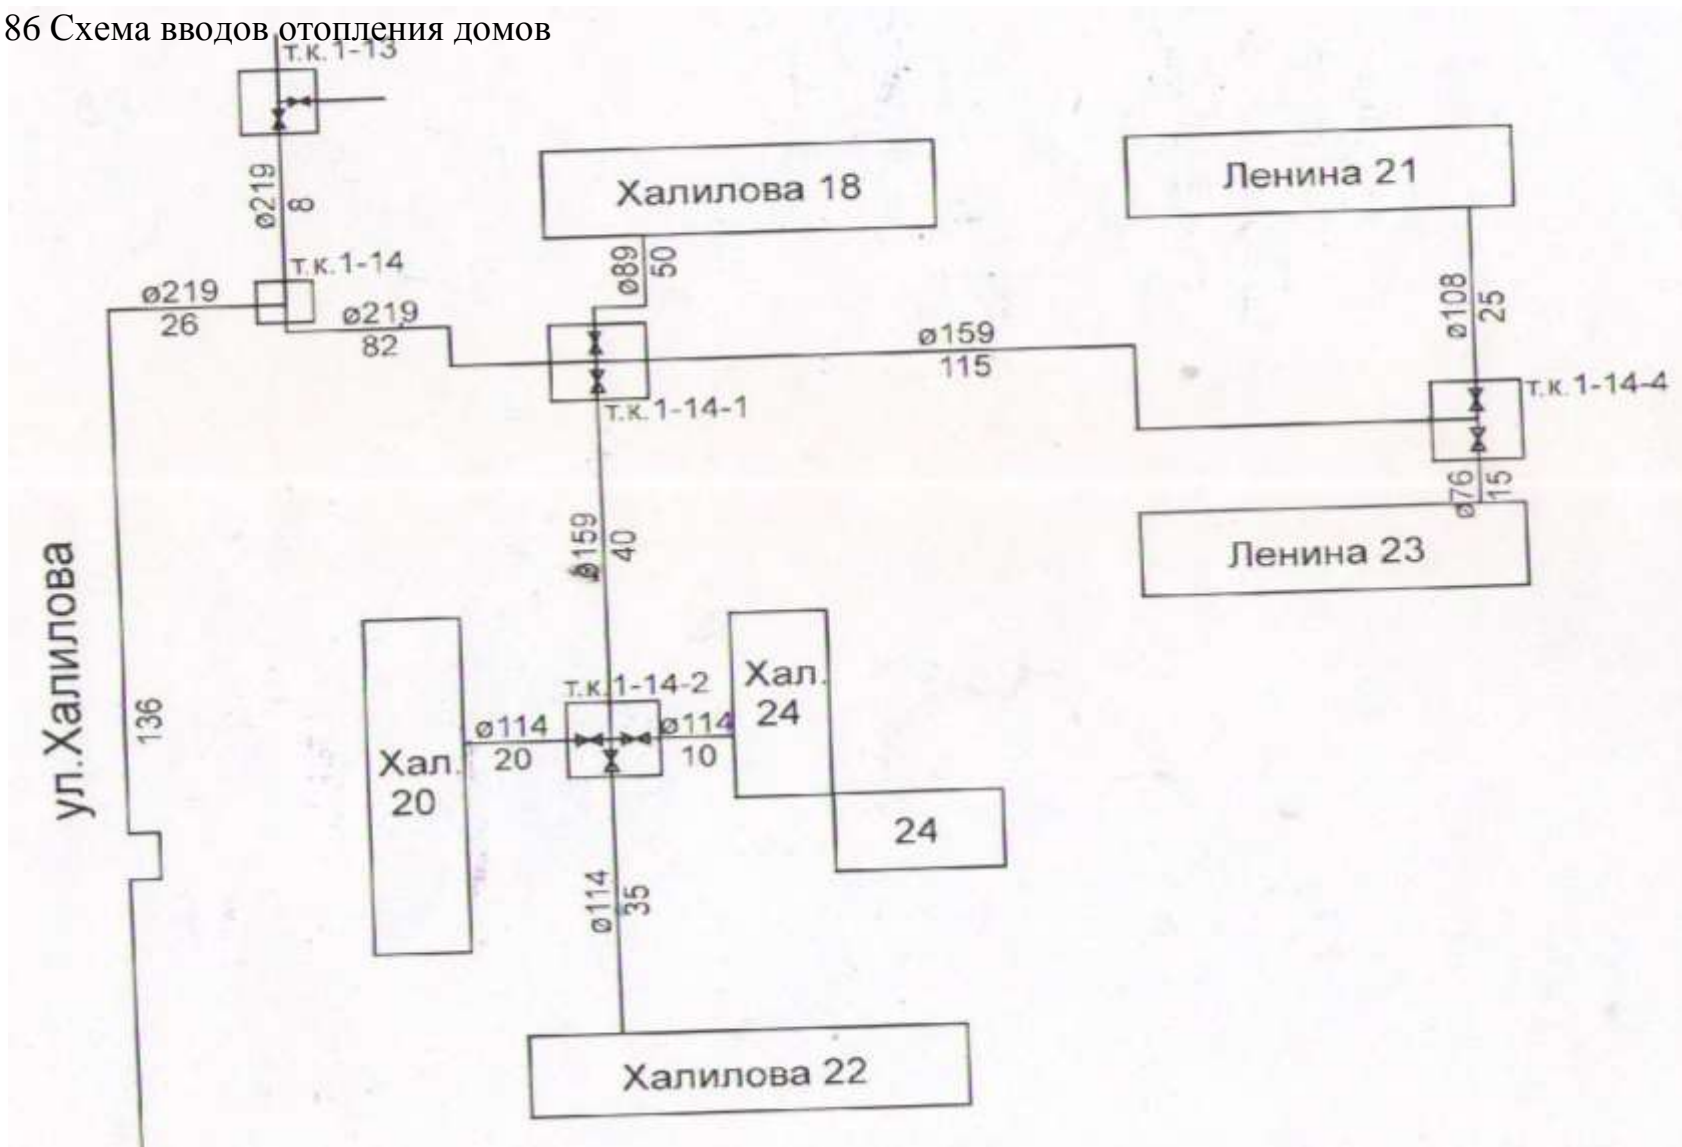 86 Схема вводов отопления домов
т.к.1-13
ø219
8
Халилова 18
Ленина 21
т.к.1-14
ø219
26
ø219
82
ø89
50
ø159
115
ø108
25
т.к.1-14-1
т.к.1-14-4
ø76
15
Ленина 23
ø159
40
ул.Халилова
136
т.к.1-14-2
ø114
20
ø114
10
Хал.
20
Хал.
24
24
ø114
35
Халилова 22